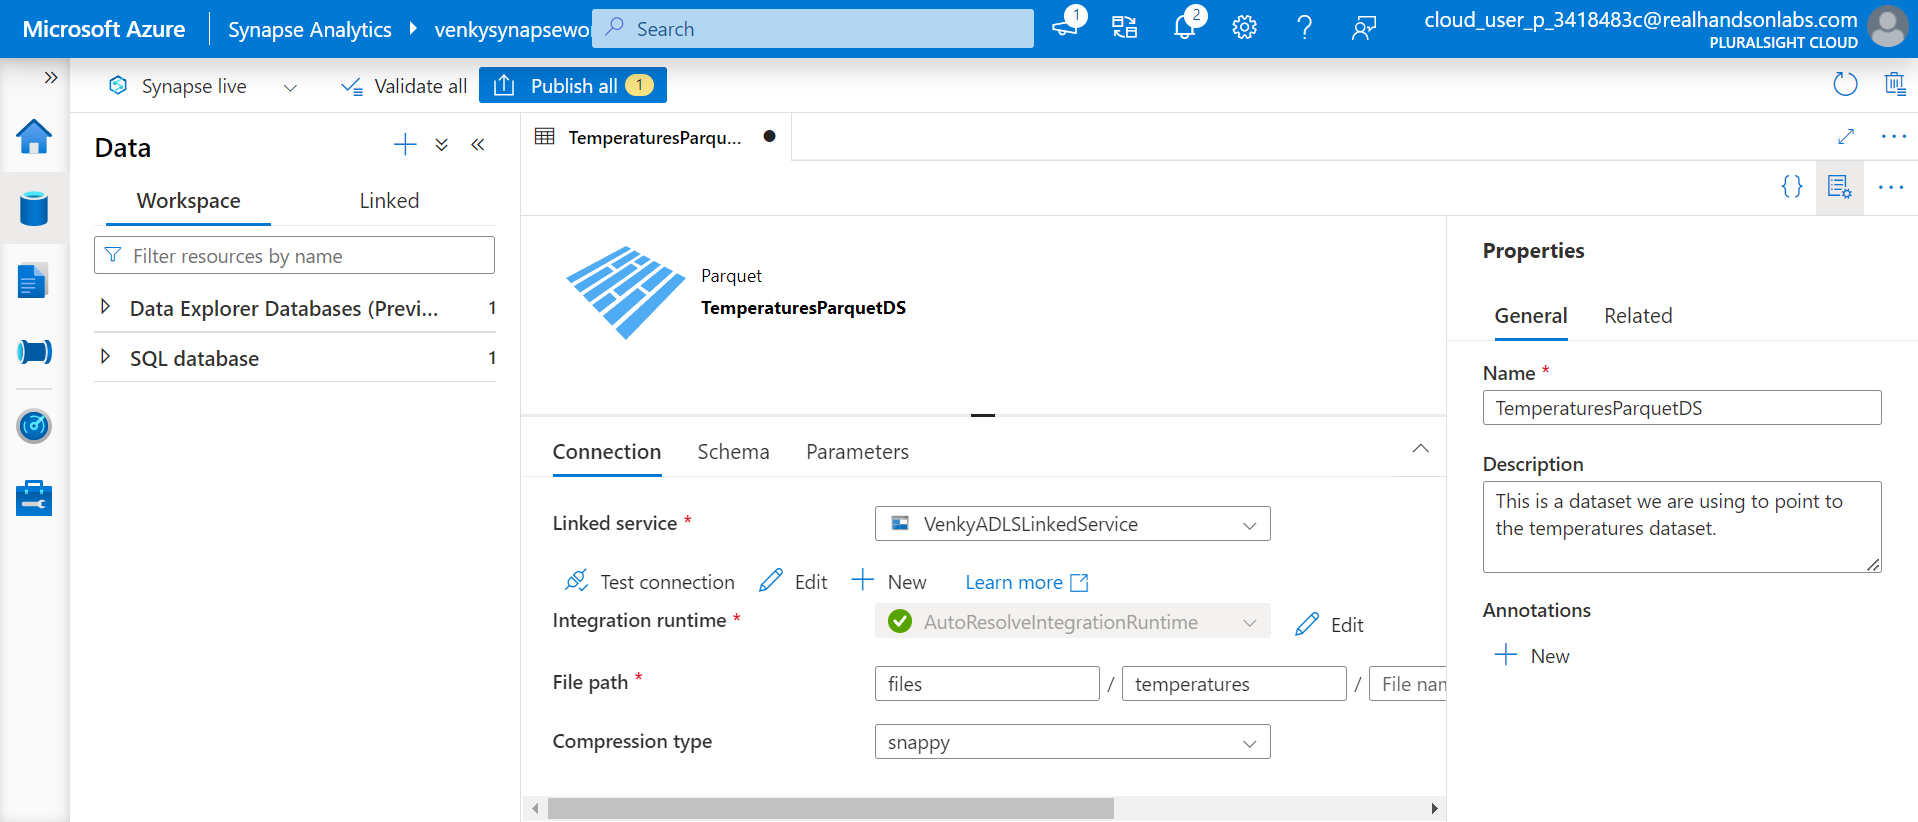 Microsoft Azure
Synapse Analytics
venkysynapsewo
Search
1
2
cloud_user_p_3418483c@realhandsonlabs.com
PLURALSIGHT CLOUD
Synapse live
Validate all
Publish all 1
Data
Workspace
Linked
Filter resources by name
Data Explorer Databases (Previ... 1
SQL database 1
TemperaturesParqu...
{}
Parquet
TemperaturesParquetDS
Connection
Schema
Parameters
Linked service *
VenkyADLSLinkedService
Test connection
Edit
New
Learn more
Integration runtime *
AutoResolveIntegrationRuntime
Edit
File path *
files / temperatures / File nam
Compression type
snappy
Properties
General
Related
Name *
TemperaturesParquetDS
Description
This is a dataset we are using to point to
the temperatures dataset.
Annotations
New